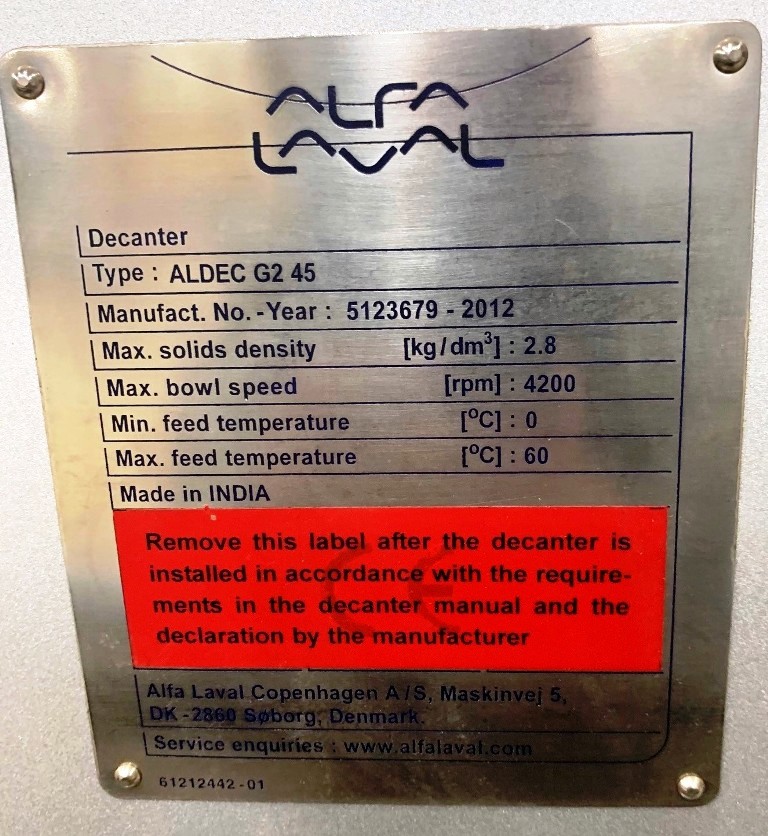 ALFA
LAVAL
Decanter
Type : ALDEC G2 45
Manufact. No. - Year : 5123679 - 2012
Max. solids density [kg/dm³] : 2.8
Max. bowl speed [rpm] : 4200
Min. feed temperature [°C] : 0
Max. feed temperature [°C] : 60
Made in INDIA
Remove this label after the decanter is
installed in accordance with the require-
ments in the decanter manual and the
declaration by the manufacturer
CE
Alfa Laval Copenhagen A/S, Maskinvej 5,
DK - 2860 Søborg, Denmark.
Service enquiries : www.alfalaval.com
61212442-01